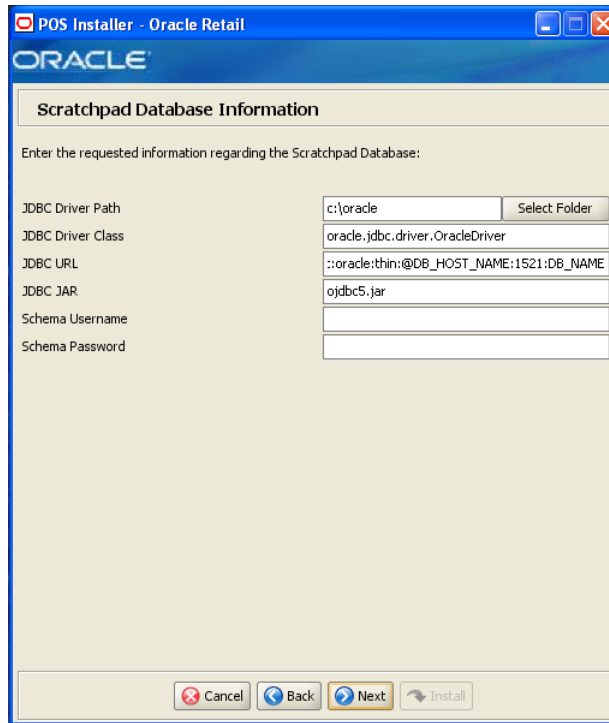 POS Installer - Oracle Retail
ORACLE
Scratchpad Database Information
Enter the requested information regarding the Scratchpad Database:
JDBC Driver Path c:\oracle Select Folder
JDBC Driver Class oracle.jdbc.driver.OracleDriver
JDBC URL ::oracle:thin:@DB_HOST_NAME:1521:DB_NAME
JDBC JAR ojdbc5.jar
Schema Username
Schema Password
Cancel Back Next Install